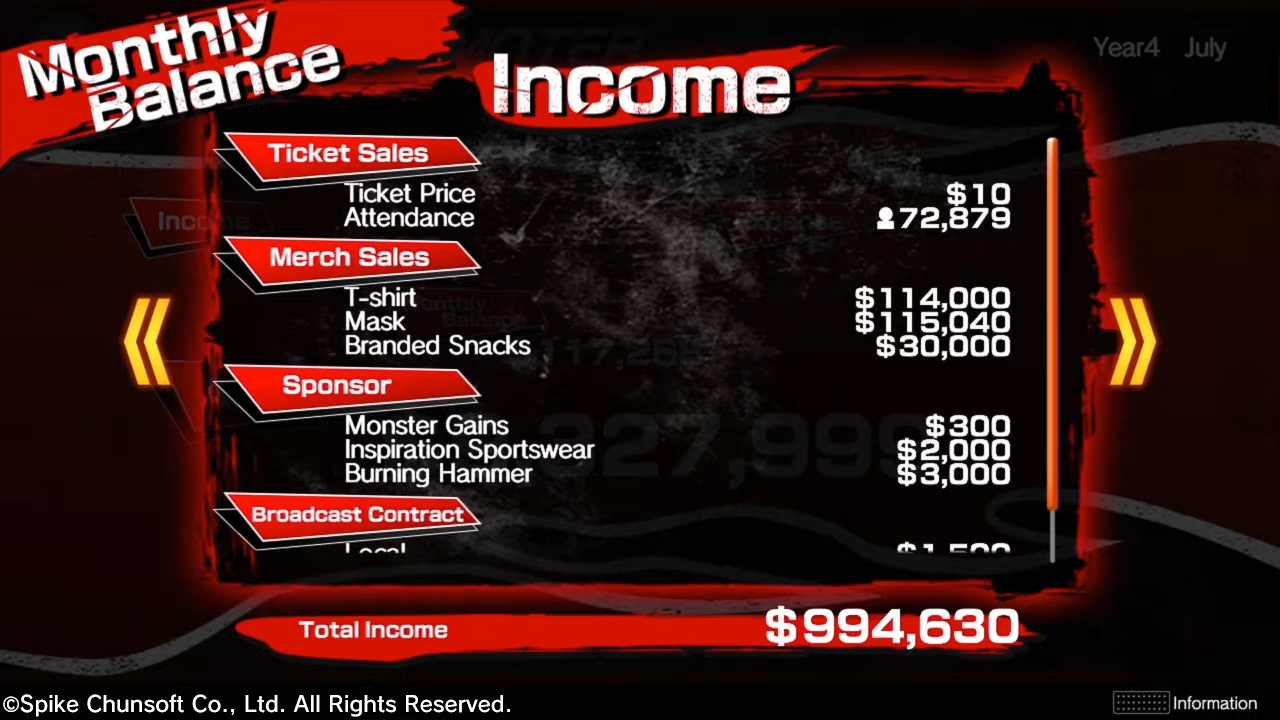 Monthly
Balance
Income
Year4 July
Ticket Sales
Ticket Price $10
Attendance 72,879
Merch Sales
T-shirt $114,000
Mask $115,040
Branded Snacks $30,000
Sponsor
Monster Gains $300
Inspiration Sportswear $2,000
Burning Hammer $3,000
Broadcast Contract
Local
Total Income $994,630
©Spike Chunsoft Co., Ltd. All Rights Reserved.
Information